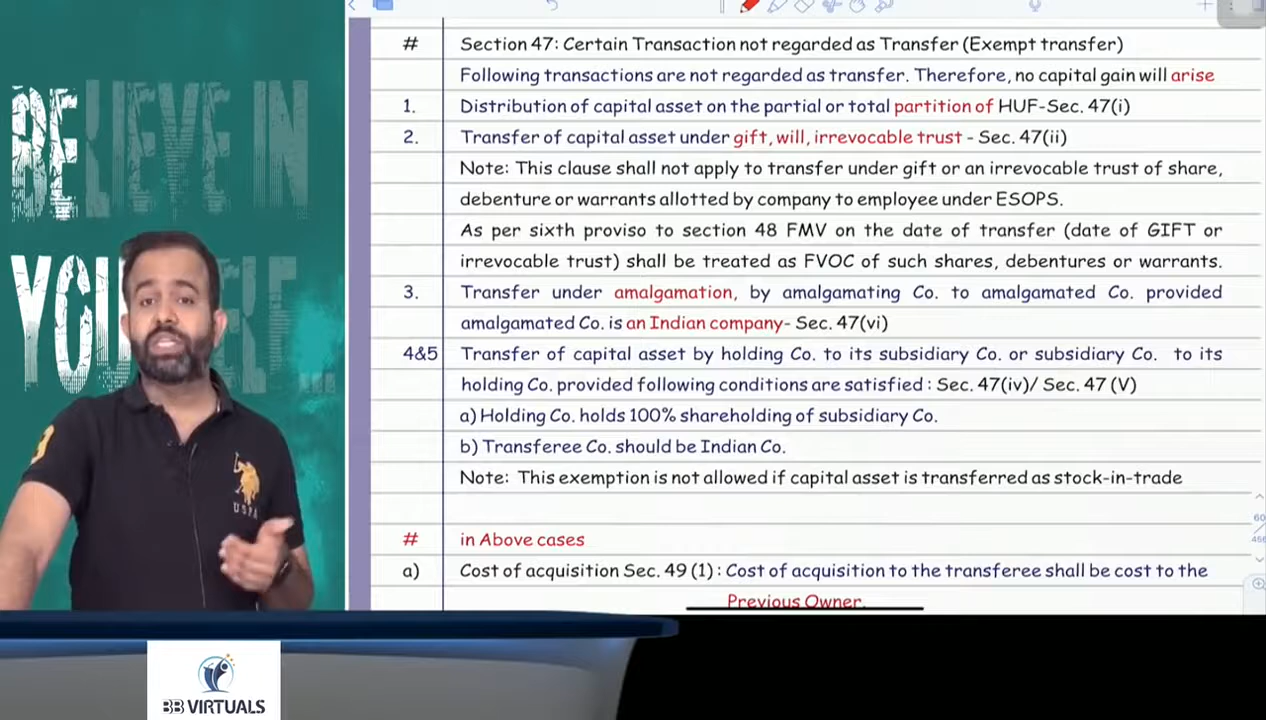 BELIEVE IN
YOU
# Section 47: Certain Transaction not regarded as Transfer (Exempt transfer)
Following transactions are not regarded as transfer. Therefore, no capital gain will arise
1. Distribution of capital asset on the partial or total partition of HUF-Sec. 47(i)
2. Transfer of capital asset under gift, will, irrevocable trust - Sec. 47(ii)
Note: This clause shall not apply to transfer under gift or an irrevocable trust of share,
debenture or warrants allotted by company to employee under ESOPS.
As per sixth proviso to section 48 FMV on the date of transfer (date of GIFT or
irrevocable trust) shall be treated as FVOC of such shares, debentures or warrants.
3. Transfer under amalgamation, by amalgamating Co. to amalgamated Co. provided
amalgamated Co. is an Indian company- Sec. 47(vi)
4&5 Transfer of capital asset by holding Co. to its subsidiary Co. or subsidiary Co. to its
holding Co. provided following conditions are satisfied : Sec. 47(iv)/ Sec. 47 (V)
a) Holding Co. holds 100% shareholding of subsidiary Co.
b) Transferee Co. should be Indian Co.
Note: This exemption is not allowed if capital asset is transferred as stock-in-trade
# in Above cases
a) Cost of acquisition Sec. 49 (1) : Cost of acquisition to the transferee shall be cost to the
Previous Owner.
3
USPA
60
BB VIRTUALS